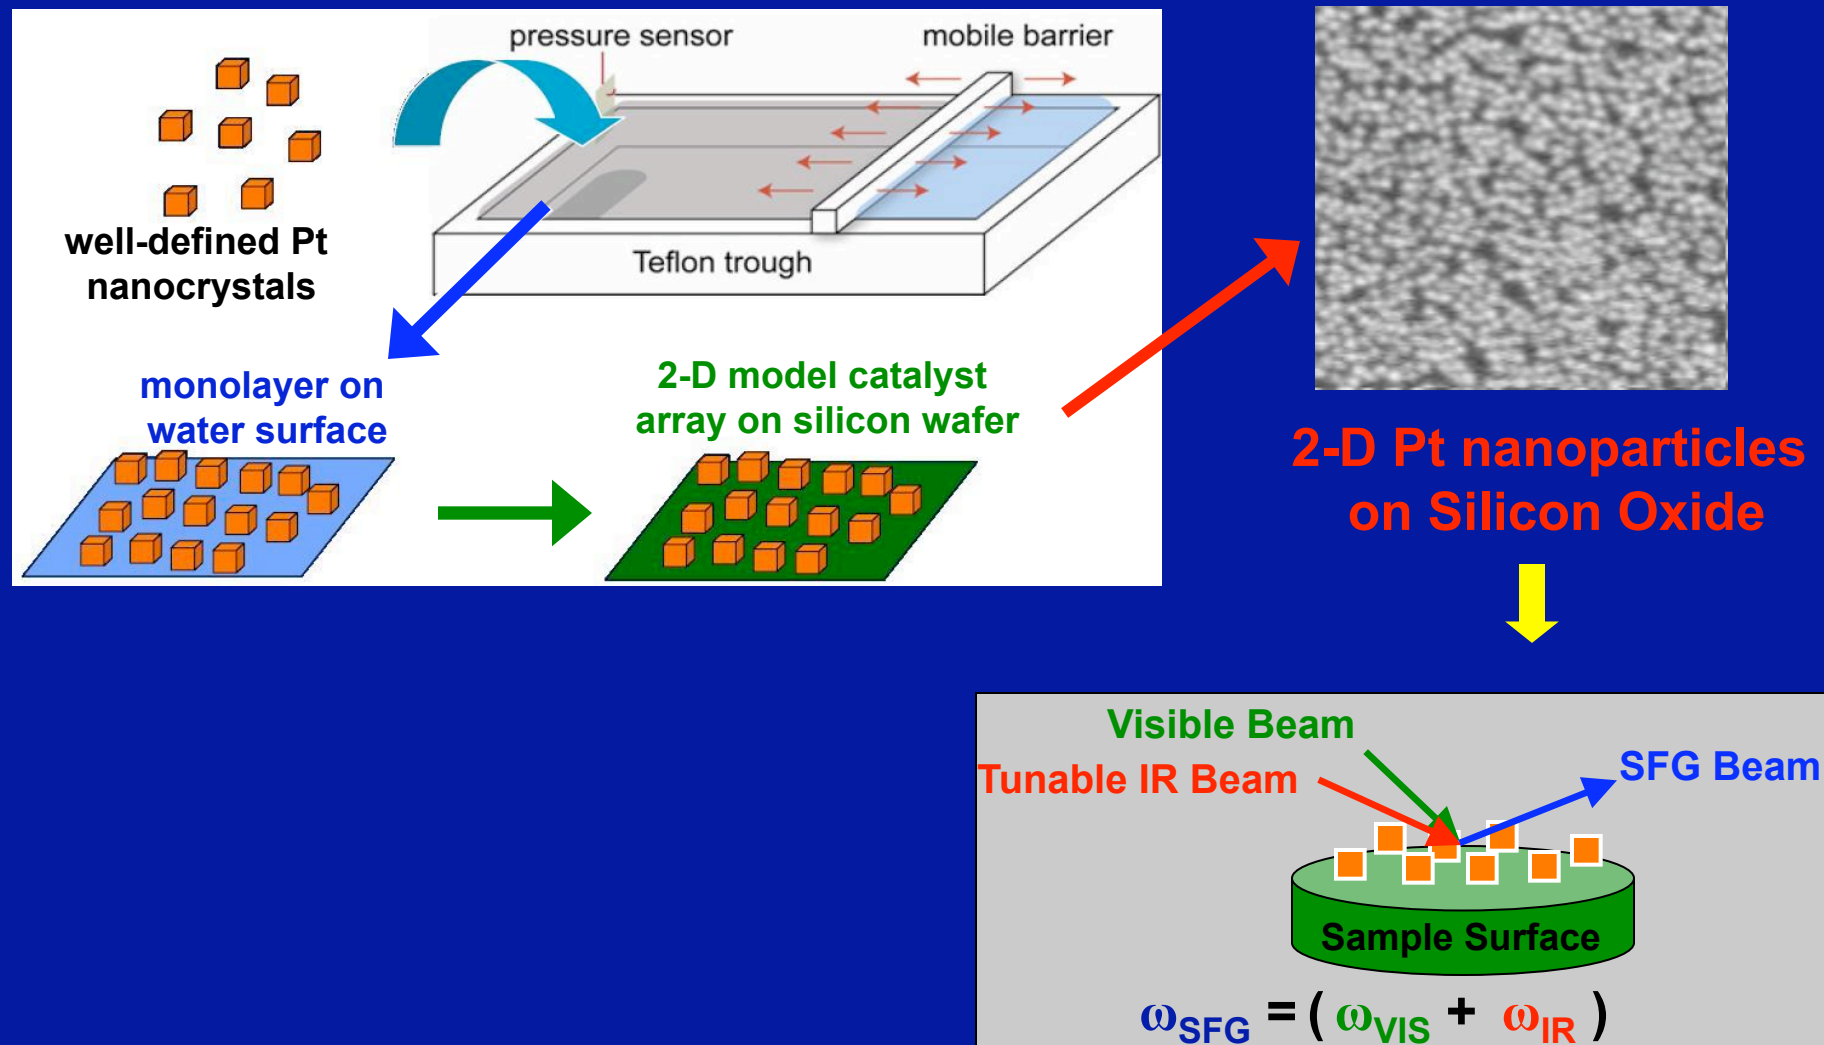 pressure sensor
mobile barrier
Teflon trough
well-defined Pt
nanocrystals
monolayer on
water surface
2-D model catalyst
array on silicon wafer
2-D Pt nanoparticles
on Silicon Oxide
Visible Beam
Tunable IR Beam
SFG Beam
Sample Surface
ωSFG = ( ωVIS + ωIR )